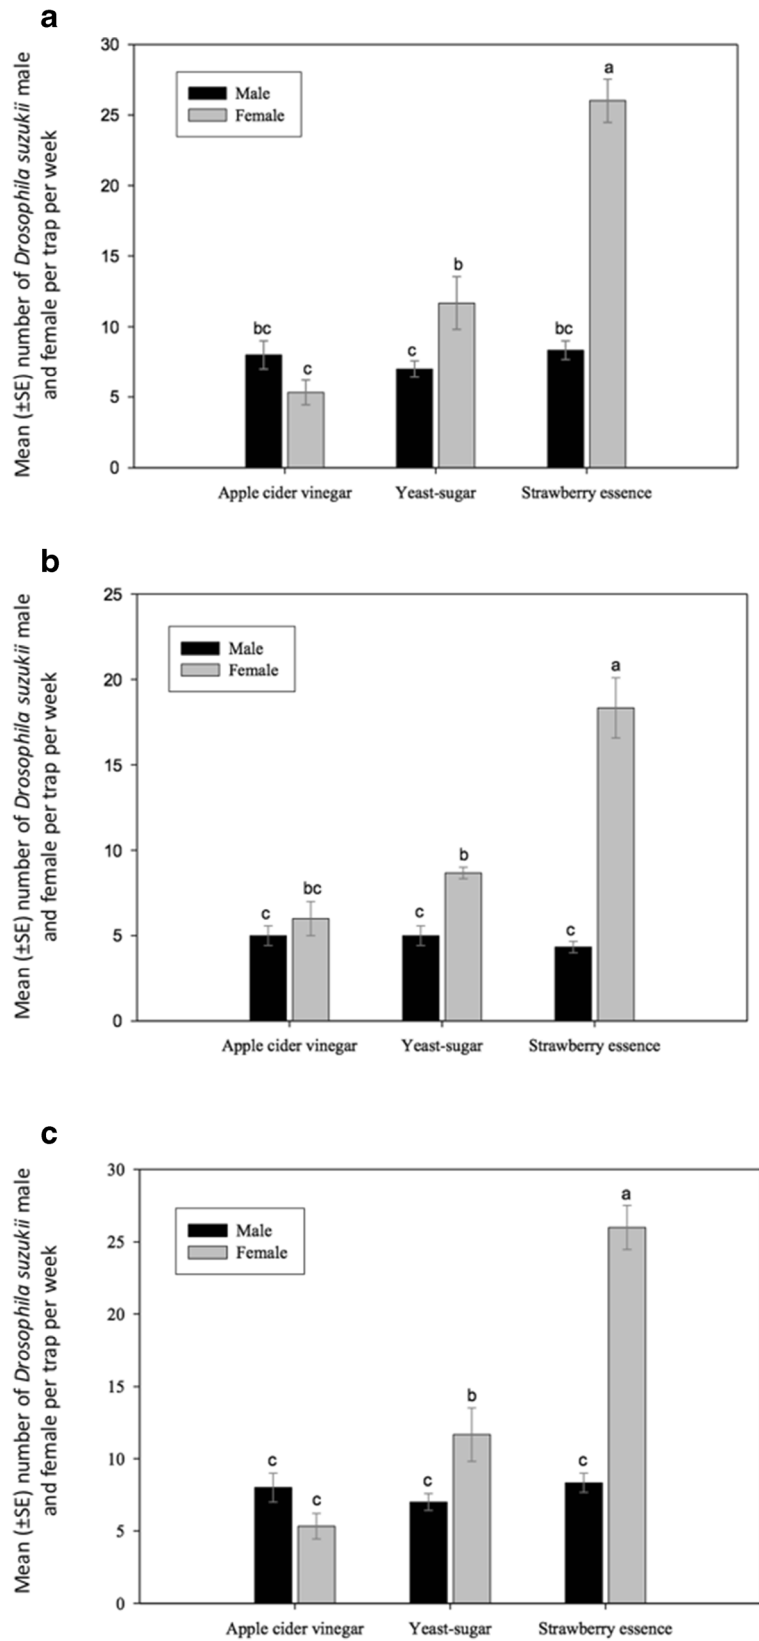 a
Mean (±SE) number of Drosophila suzukii male
and female per trap per week
30
25
20
15
10
5
0
Male
Female
bc
c
c
b
bc
a
Apple cider vinegar
Yeast-sugar
Strawberry essence
b
Mean (±SE) number of Drosophila suzukii male
and female per trap per week
25
20
15
10
5
0
Male
Female
c
bc
c
b
c
a
Apple cider vinegar
Yeast-sugar
Strawberry essence
c
Mean (±SE) number of Drosophila suzukii male
and female per trap per week
30
25
20
15
10
5
0
Male
Female
c
c
c
b
c
a
Apple cider vinegar
Yeast-sugar
Strawberry essence